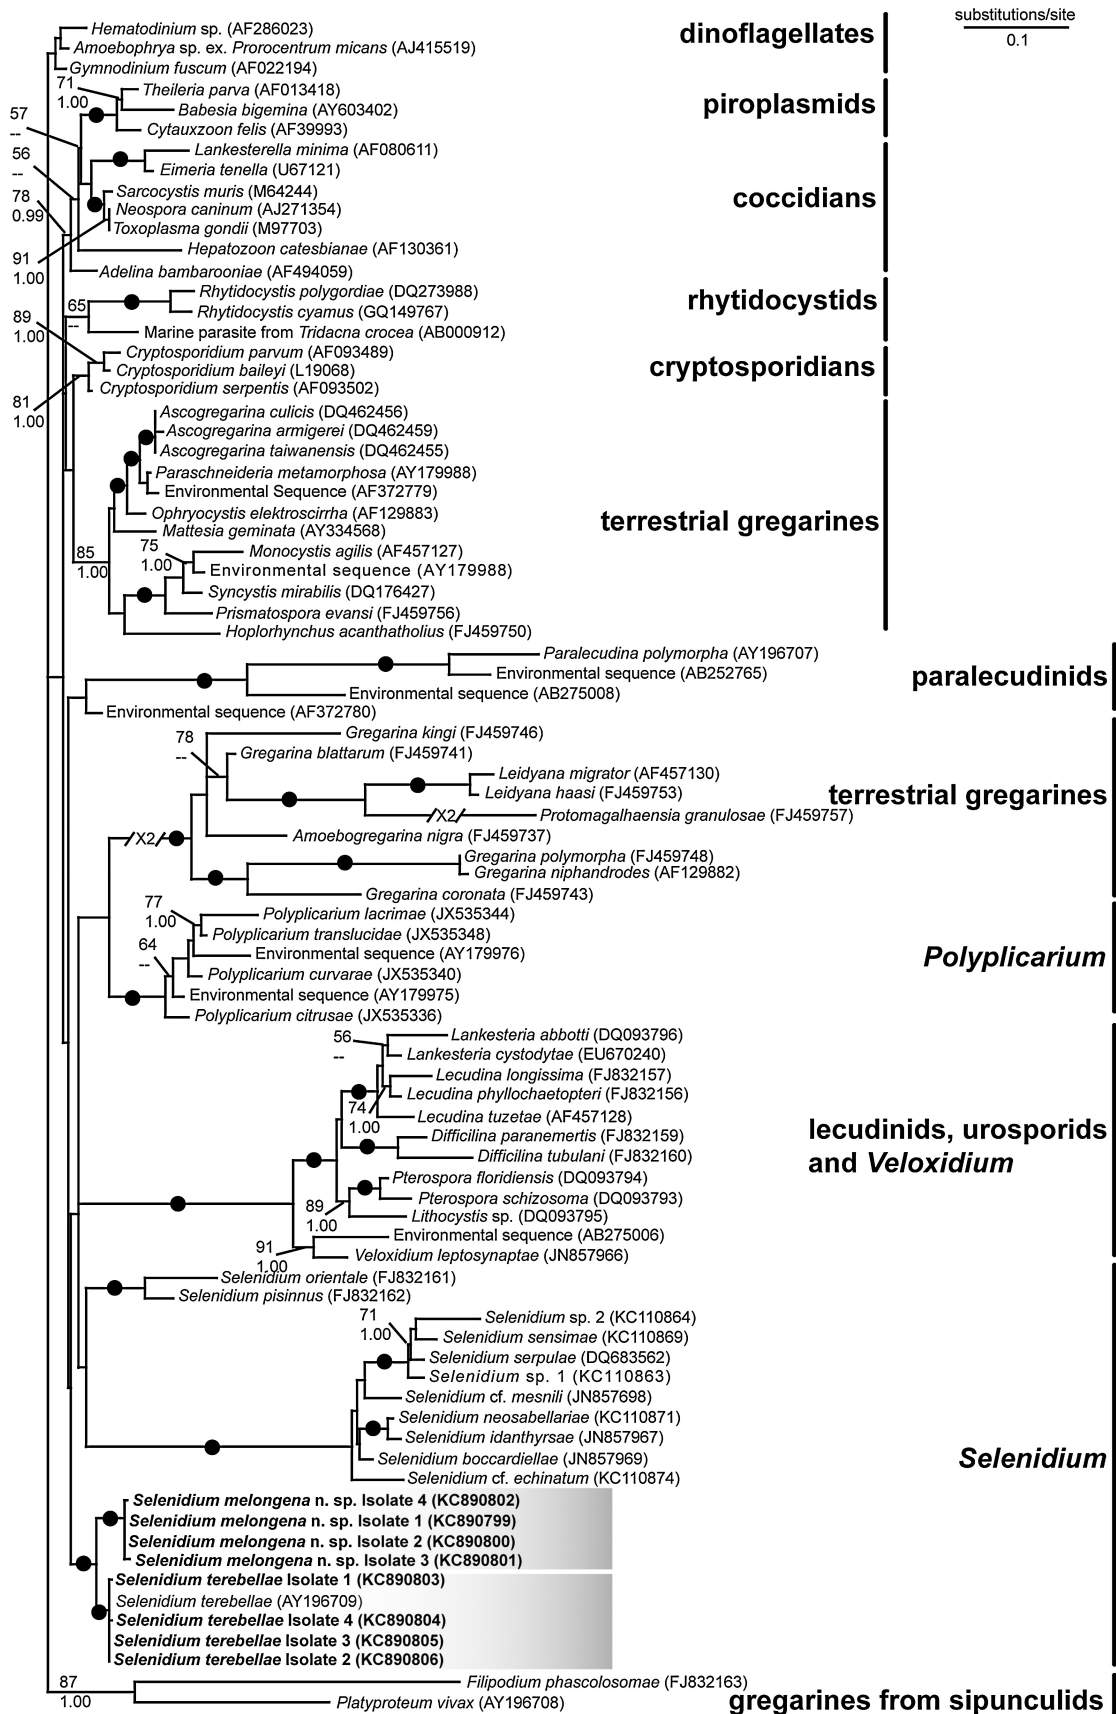 substitutions/site
0.1
Hematodinium sp. (AF286023)
Amoebophrya sp. ex. Prorocentrum micans (AJ415519)
Gymnodinium fuscum (AF022194)
dinoflagellates
71
1.00
Theileria parva (AF013418)
Babesia bigemina (AY603402)
Cytauxzoon felis (AF39993)
piroplasmids
57
--
56
--
78
0.99
Lankesterella minima (AF080611)
Eimeria tenella (U67121)
Sarcocystis muris (M64244)
Neospora caninum (AJ271354)
Toxoplasma gondii (M97703)
Hepatozoon catesbianae (AF130361)
Adelina bambarooniae (AF494059)
coccidians
91
1.00
65
--
Rhytidocystis polygordiae (DQ273988)
Rhytidocystis cyamus (GQ149767)
Marine parasite from Tridacna crocea (AB000912)
rhytidocystids
89
1.00
Cryptosporidium parvum (AF093489)
Cryptosporidium baileyi (L19068)
Cryptosporidium serpentis (AF093502)
cryptosporidians
81
1.00
Ascogregarina culicis (DQ462456)
Ascogregarina armigerei (DQ462459)
Ascogregarina taiwanensis (DQ462455)
Paraschneideria metamorphosa (AY179988)
Environmental Sequence (AF372779)
Ophryocystis elektroscirrha (AF129883)
Mattesia geminata (AY334568)
terrestrial gregarines
85
1.00
75
1.00
Monocystis agilis (AF457127)
Environmental sequence (AY179988)
Syncystis mirabilis (DQ176427)
Prismatospora evansi (FJ459756)
Hoplorhynchus acanthatholius (FJ459750)
Paralecudina polymorpha (AY196707)
Environmental sequence (AB252765)
Environmental sequence (AB275008)
Environmental sequence (AF372780)
paralecudinids
78
--
Gregarina kingi (FJ459746)
Gregarina blattarum (FJ459741)
Leidyana migrator (AF457130)
Leidyana haasi (FJ459753)
X2
Protomagalhaensia granulosae (FJ459757)
X2
Amoebogregarina nigra (FJ459737)
Gregarina polymorpha (FJ459748)
Gregarina niphandrodes (AF129882)
Gregarina coronata (FJ459743)
terrestrial gregarines
77
1.00
64
--
Polyplicarium lacrimae (JX535344)
Polyplicarium translucidae (JX535348)
Environmental sequence (AY179976)
Polyplicarium curvarae (JX535340)
Environmental sequence (AY179975)
Polyplicarium citrusae (JX535336)
Polyplicarium
56
--
Lankesteria abbotti (DQ093796)
Lankesteria cystodytae (EU670240)
Lecudina longissima (FJ832157)
Lecudina phyllochaetopteri (FJ832156)
74
1.00
Lecudina tuzetae (AF457128)
Difficilina paranemertis (FJ832159)
Difficilina tubulani (FJ832160)
Pterospora floridiensis (DQ093794)
Pterospora schizosoma (DQ093793)
89
1.00
Lithocystis sp. (DQ093795)
Environmental sequence (AB275006)
91
1.00
Veloxidium leptosynaptae (JN857966)
lecudinids, urosporids
and Veloxidium
Selenidium orientale (FJ832161)
Selenidium pisinnus (FJ832162)
71
1.00
Selenidium sp. 2 (KC110864)
Selenidium sensimae (KC110869)
Selenidium serpulae (DQ683562)
Selenidium sp. 1 (KC110863)
Selenidium cf. mesnili (JN857698)
Selenidium neosabellariae (KC110871)
Selenidium idanthyrsae (JN857967)
Selenidium boccardiellae (JN857969)
Selenidium cf. echinatum (KC110874)
Selenidium
Selenidium melongena n. sp. Isolate 4 (KC890802)
Selenidium melongena n. sp. Isolate 1 (KC890799)
Selenidium melongena n. sp. Isolate 2 (KC890800)
Selenidium melongena n. sp. Isolate 3 (KC890801)
Selenidium terebellae Isolate 1 (KC890803)
Selenidium terebellae (AY196709)
Selenidium terebellae Isolate 4 (KC890804)
Selenidium terebellae Isolate 3 (KC890805)
Selenidium terebellae Isolate 2 (KC890806)
87
1.00
Filipodium phascolosomae (FJ832163)
Platyproteum vivax (AY196708)
gregarines from sipunculids